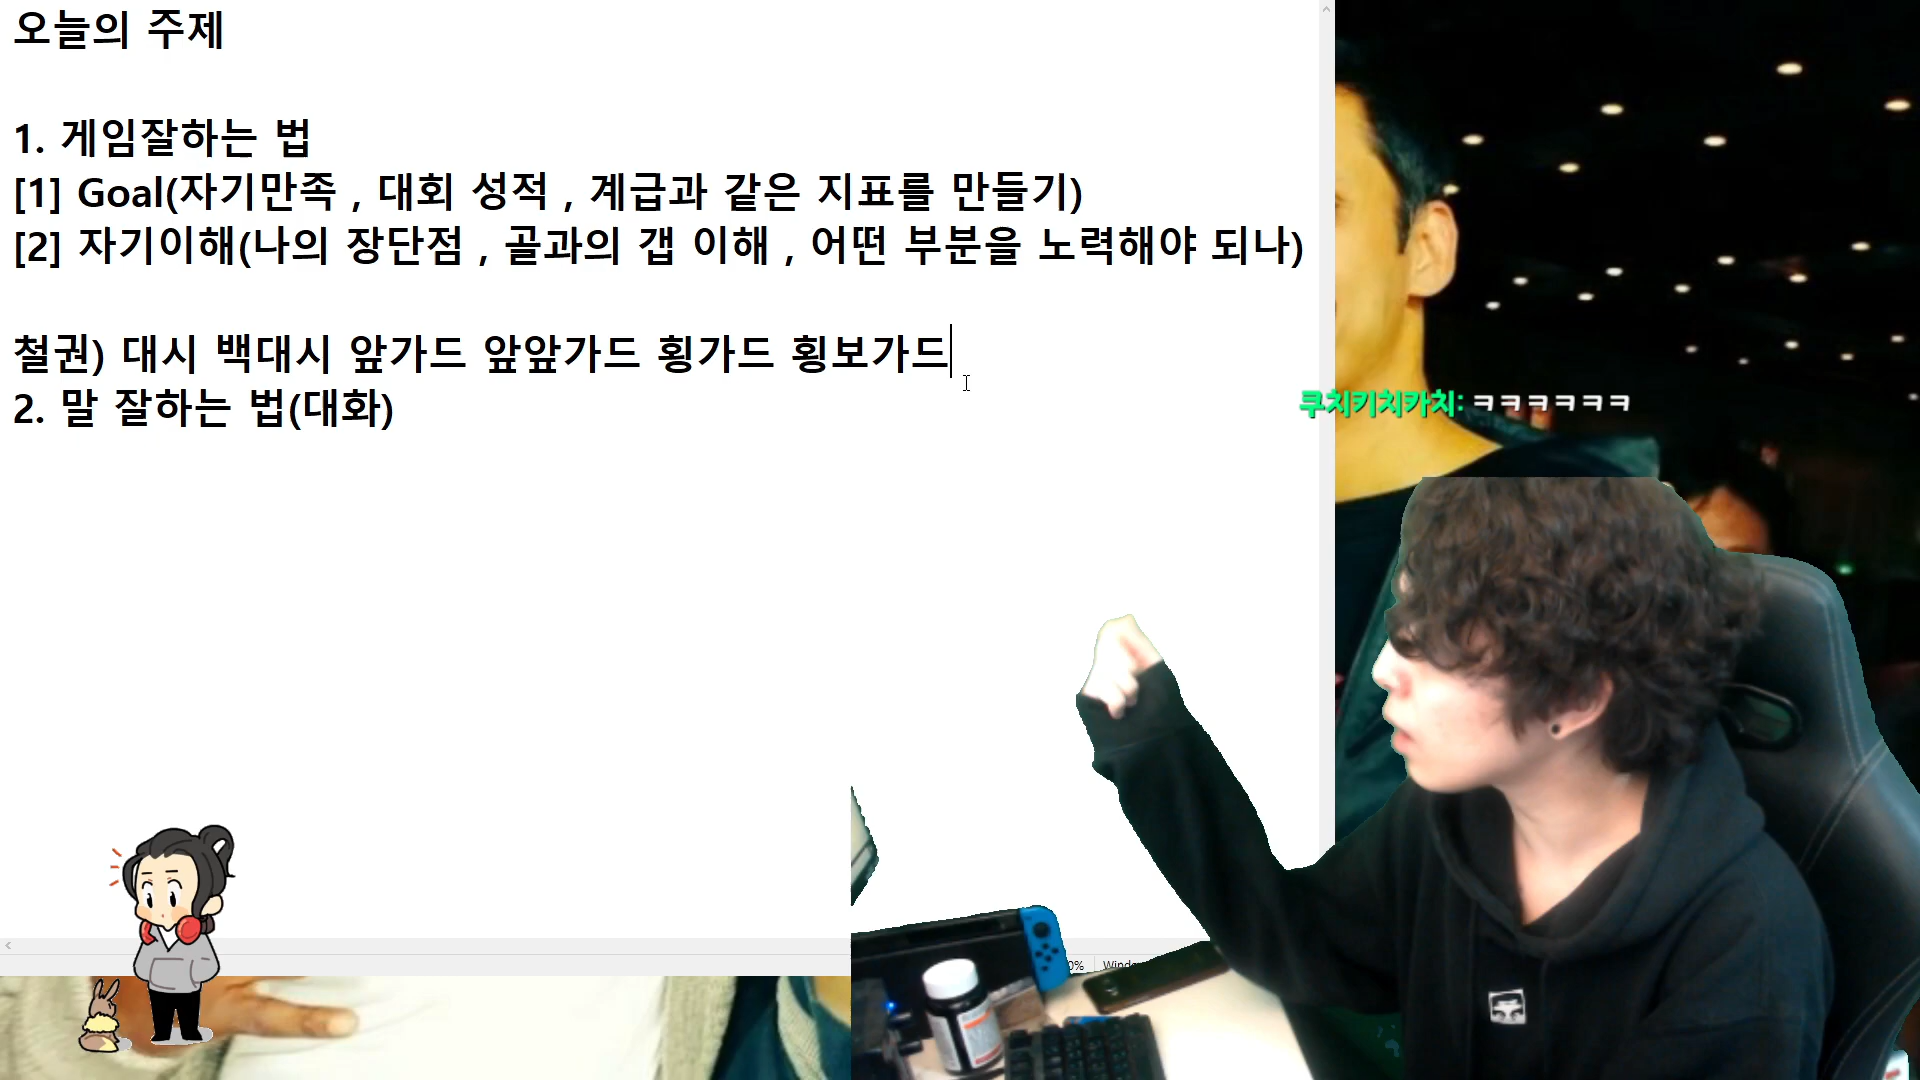 오늘의 주제
1. 게임잘하는 법
[1] Goal(자기만족 , 대회 성적 , 계급과 같은 지표를 만들기)
[2] 자기이해(나의 장단점 , 골과의 갭 이해 , 어떤 부분을 노력해야 되나)
철권) 대시 백대시 앞가드 앞앞가드 횡가드 횡보가드
2. 말 잘하는 법(대화)
쿠치키치카치: ㅋㅋㅋㅋㅋㅋ
0%